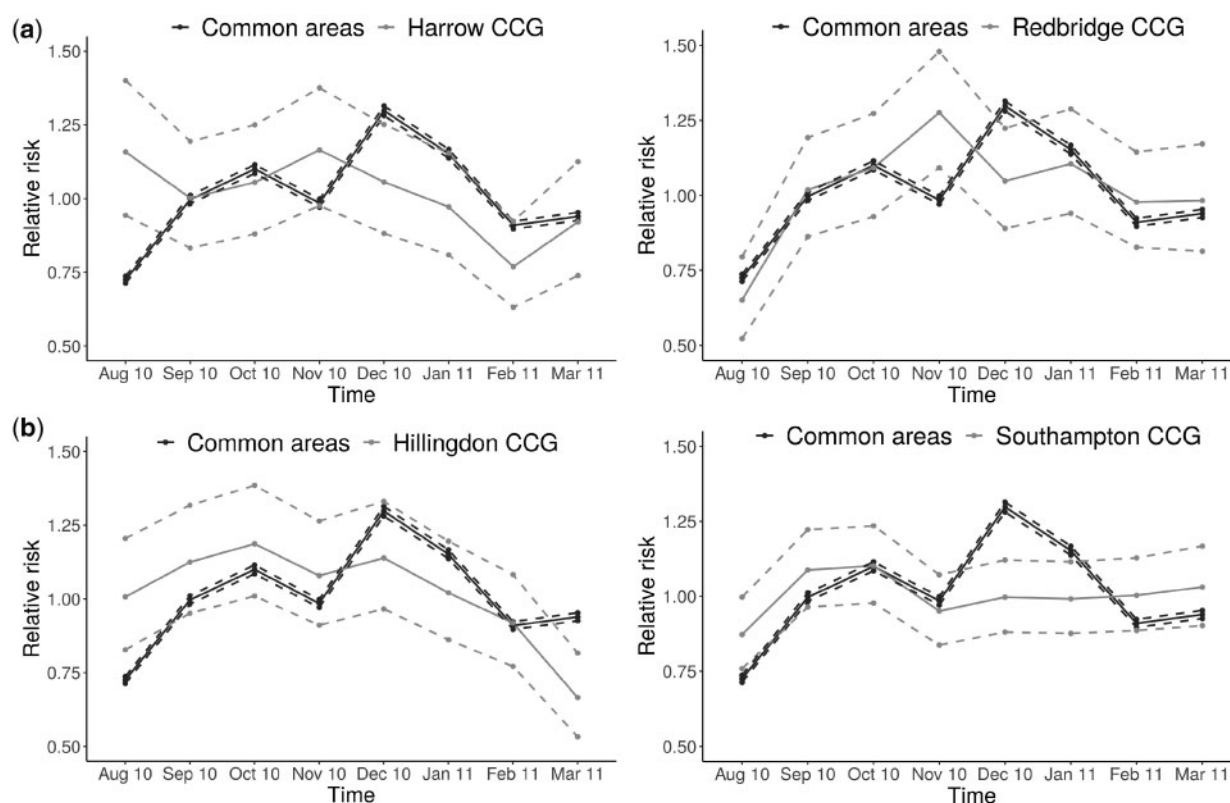 (a)
Common areas Harrow CCG
1.50
1.25
1.00
0.75
0.50
Relative risk
Aug 10 Sep 10 Oct 10 Nov 10 Dec 10 Jan 11 Feb 11 Mar 11
Time
Common areas Redbridge CCG
1.50
1.25
1.00
0.75
0.50
Relative risk
Aug 10 Sep 10 Oct 10 Nov 10 Dec 10 Jan 11 Feb 11 Mar 11
Time
(b)
Common areas Hillingdon CCG
1.50
1.25
1.00
0.75
0.50
Relative risk
Aug 10 Sep 10 Oct 10 Nov 10 Dec 10 Jan 11 Feb 11 Mar 11
Time
Common areas Southampton CCG
1.50
1.25
1.00
0.75
0.50
Relative risk
Aug 10 Sep 10 Oct 10 Nov 10 Dec 10 Jan 11 Feb 11 Mar 11
Time